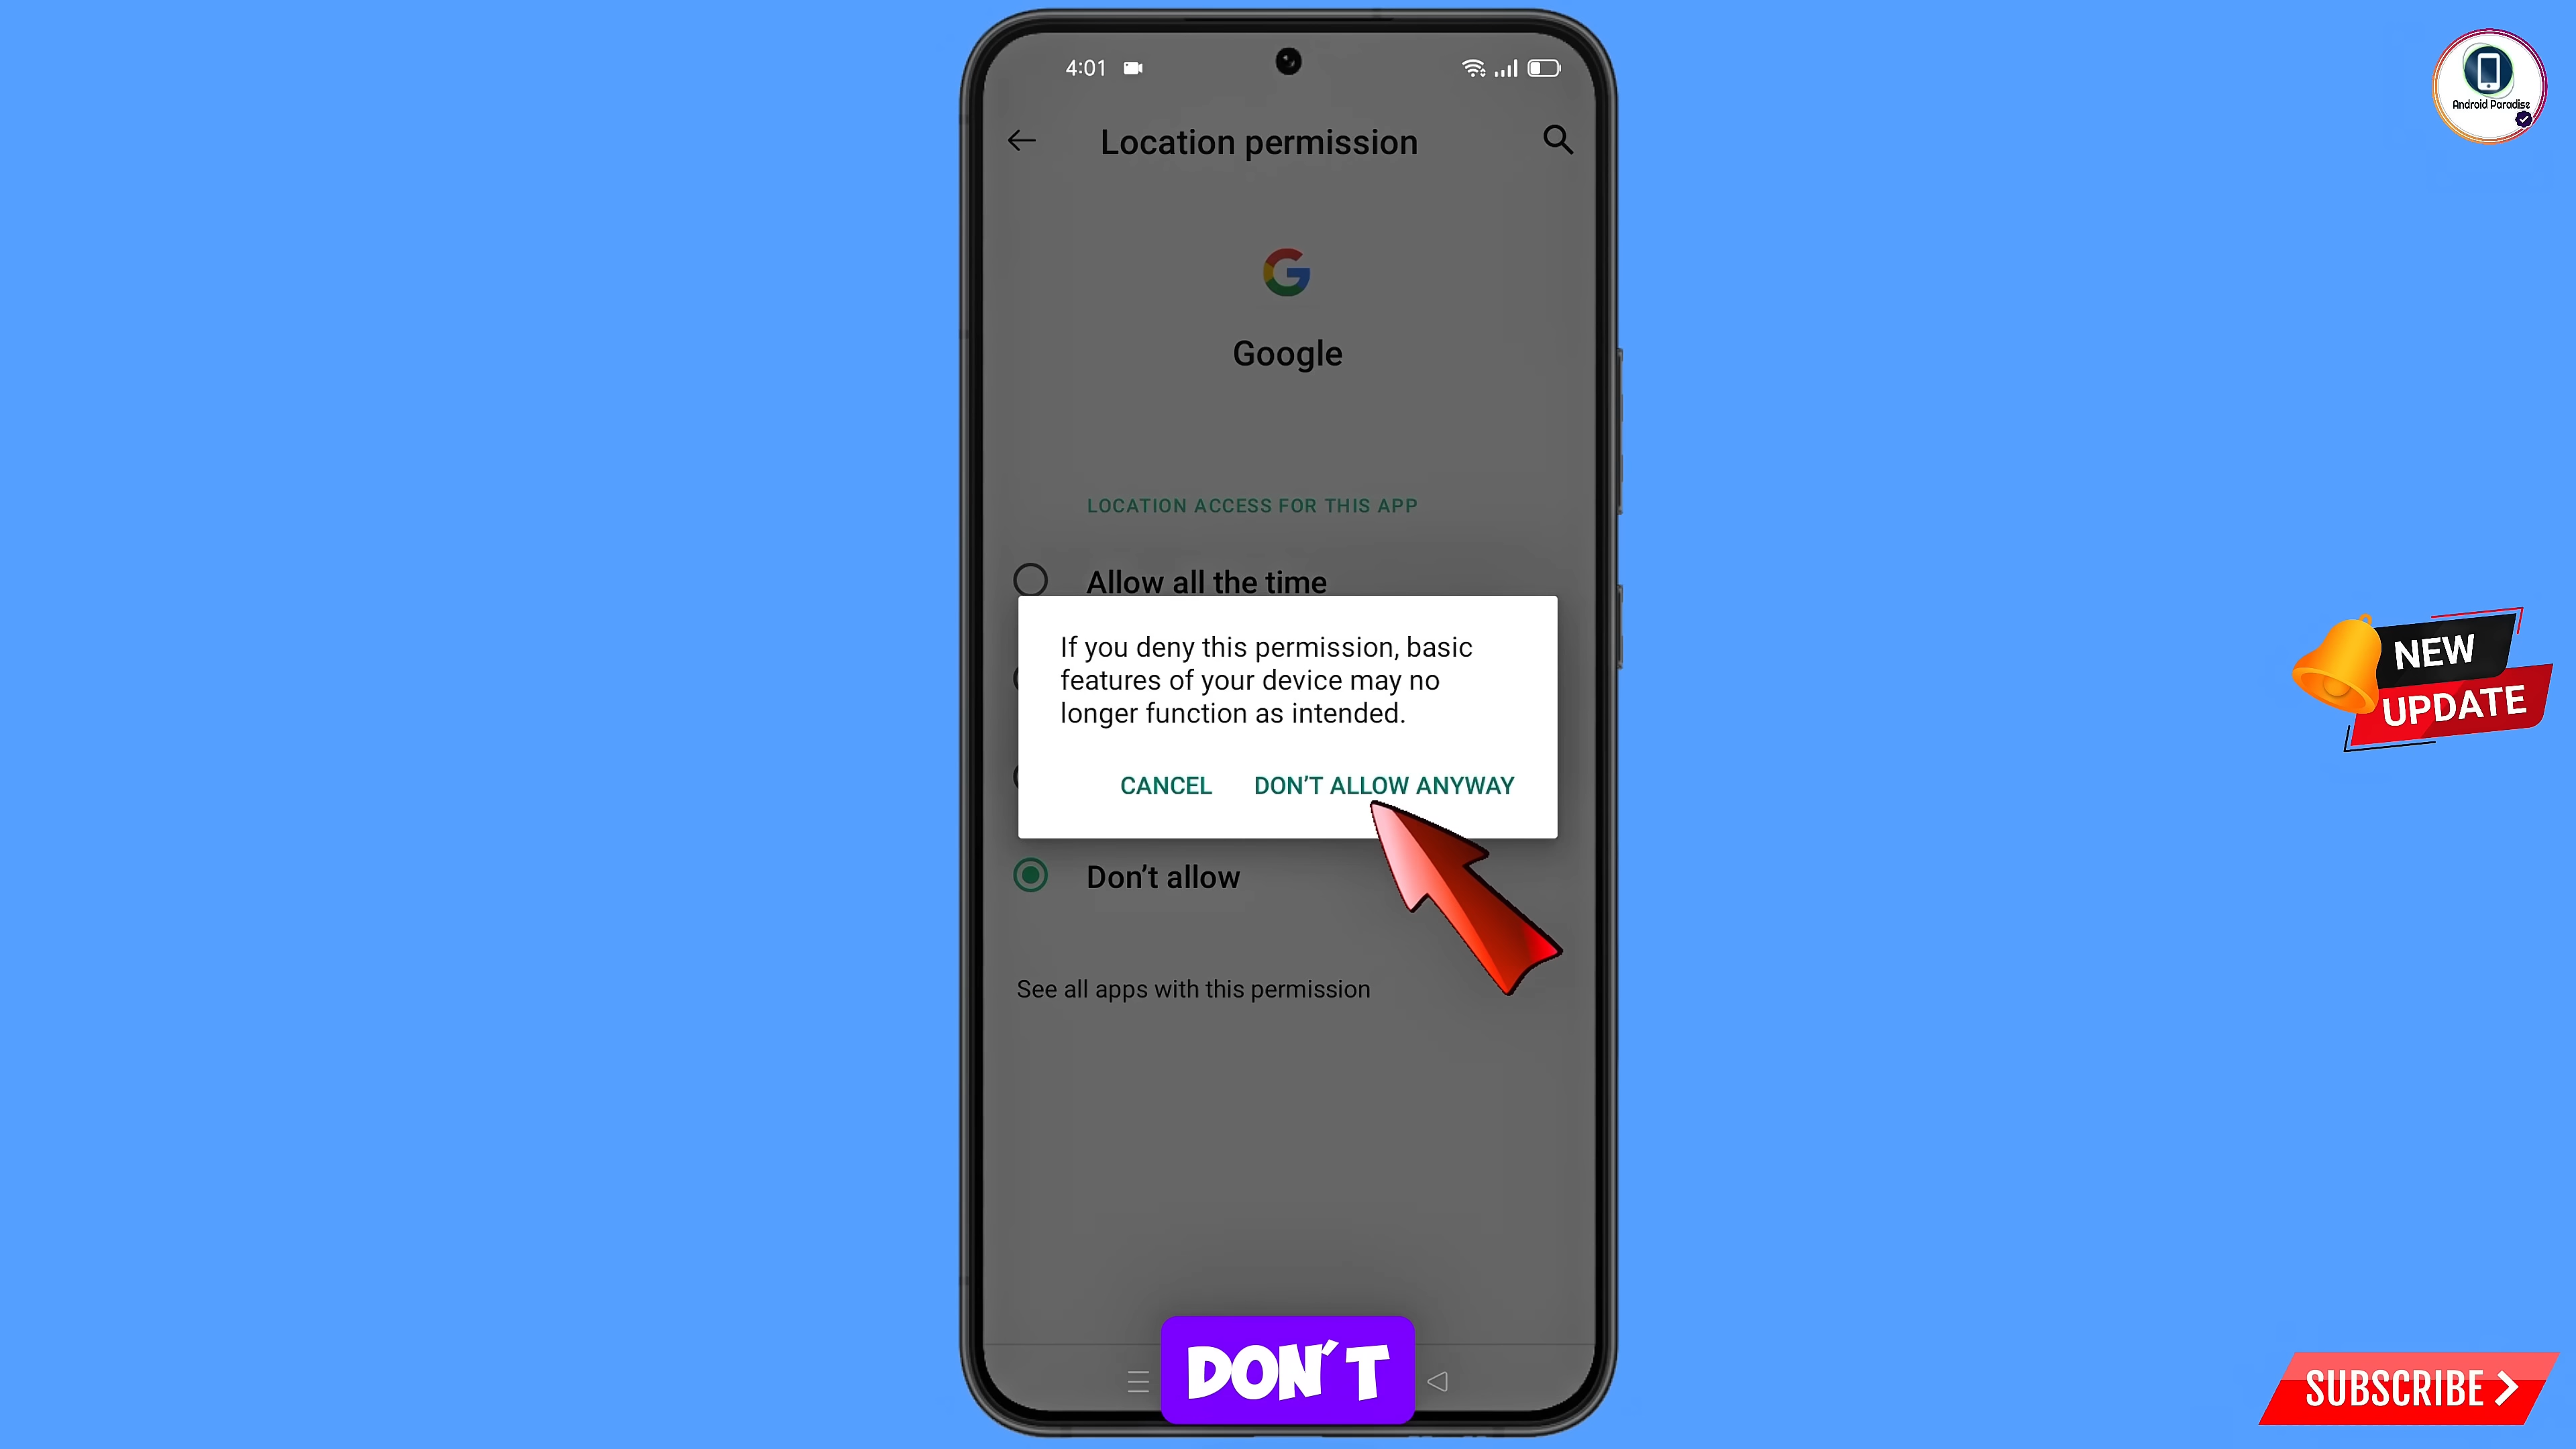 4:01
Android Paradise
Location permission
Google
LOCATION ACCESS FOR THIS APP
Allow all the time
If you deny this permission, basic
features of your device may no
longer function as intended.
CANCEL DON'T ALLOW ANYWAY
NEW
UPDATE
Don't allow
See all apps with this permission
DON'T
SUBSCRIBE